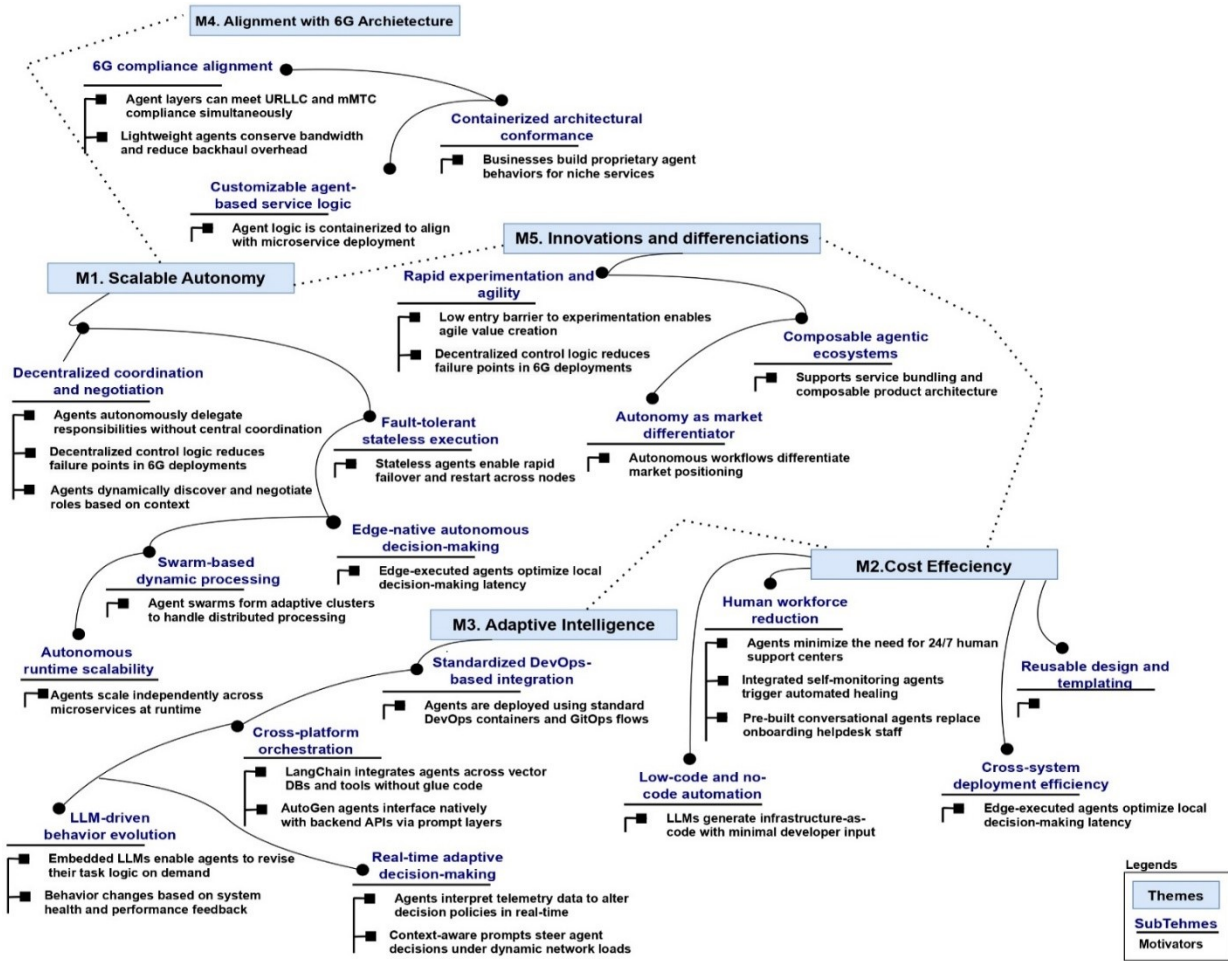 M4. Alignment with 6G Archietecture
6G compliance alignment
Agent layers can meet URLLC and mMTC
compliance simultaneously
Lightweight agents conserve bandwidth
and reduce backhaul overhead
Containerized architectural
conformance
Businesses build proprietary agent
behaviors for niche services
Customizable agent-
based service logic
Agent logic is containerized to align
with microservice deployment
M5. Innovations and differenciations
Rapid experimentation and
agility
Low entry barrier to experimentation enables
agile value creation
Decentralized control logic reduces
failure points in 6G deployments
Composable agentic
ecosystems
Supports service bundling and
composable product architecture
Autonomy as market
differentiator
Autonomous workflows differentiate
market positioning
M1. Scalable Autonomy
Decentralized coordination
and negotiation
Agents autonomously delegate
responsibilities without central coordination
Decentralized control logic reduces
failure points in 6G deployments
Agents dynamically discover and negotiate
roles based on context
Fault-tolerant
stateless execution
Stateless agents enable rapid
failover and restart across nodes
Edge-native autonomous
decision-making
Edge-executed agents optimize local
decision-making latency
Swarm-based
dynamic processing
Agent swarms form adaptive clusters
to handle distributed processing
Autonomous
runtime scalability
Agents scale independently across
microservices at runtime
M3. Adaptive Intelligence
Standardized DevOps-
based integration
Agents are deployed using standard
DevOps containers and GitOps flows
Cross-platform
orchestration
LangChain integrates agents across vector
DBs and tools without glue code
AutoGen agents interface natively
with backend APIs via prompt layers
LLM-driven
behavior evolution
Embedded LLMs enable agents to revise
their task logic on demand
Behavior changes based on system
health and performance feedback
Real-time adaptive
decision-making
Agents interpret telemetry data to alter
decision policies in real-time
Context-aware prompts steer agent
decisions under dynamic network loads
M2.Cost Effeciency
Human workforce
reduction
Agents minimize the need for 24/7 human
support centers
Integrated self-monitoring agents
trigger automated healing
Pre-built conversational agents replace
onboarding helpdesk staff
Reusable design and
templating
Low-code and no-
code automation
LLMs generate infrastructure-as-
code with minimal developer input
Cross-system
deployment efficiency
Edge-executed agents optimize local
decision-making latency
Legends
Themes
SubTehmes
Motivators